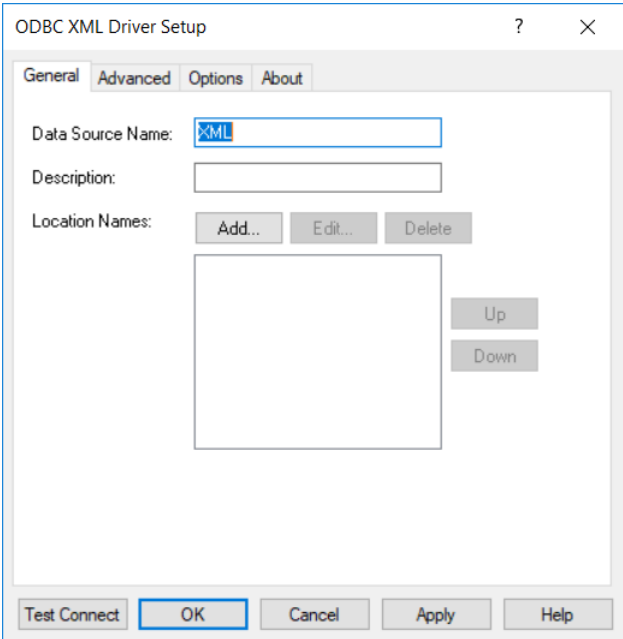 ODBC XML Driver Setup ?
General Advanced Options About
Data Source Name: XML
Description:
Location Names: Add... Edit... Delete
Up
Down
Test Connect OK Cancel Apply Help